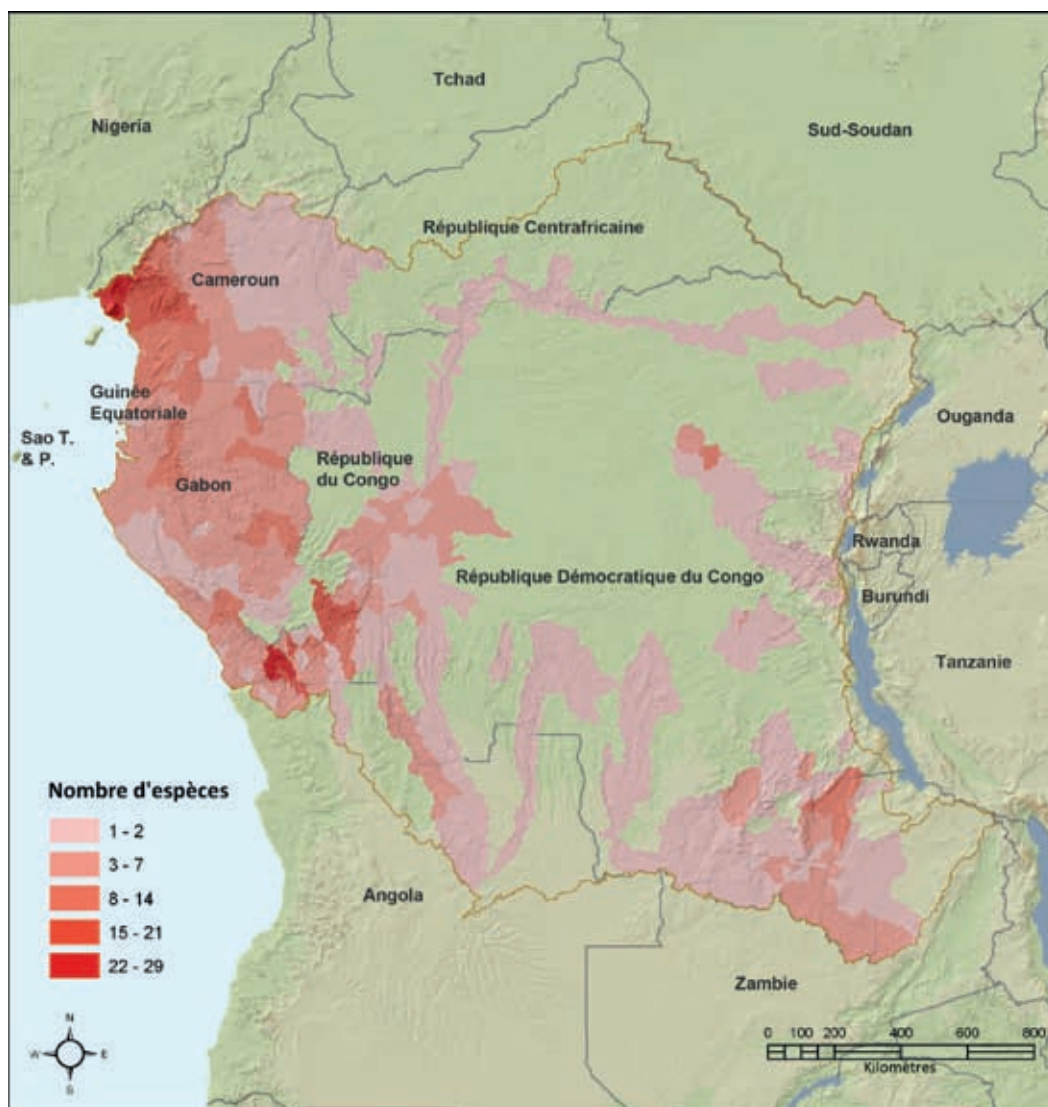 Tchad
Nigeria
Sud-Soudan
République Centrafricaine
Cameroun
Guinée
Equatoriale
Ouganda
Sao T.
& P.
République
du Congo
Gabon
Rwanda
République Démocratique du Congo
Burundi
Tanzanie
Nombre d'espèces
1 - 2
3 - 7
8 - 14
15 - 21
22 - 29
Angola
Zambie
N
W
E
S
0 100 200 400 600 800
Kilomètres